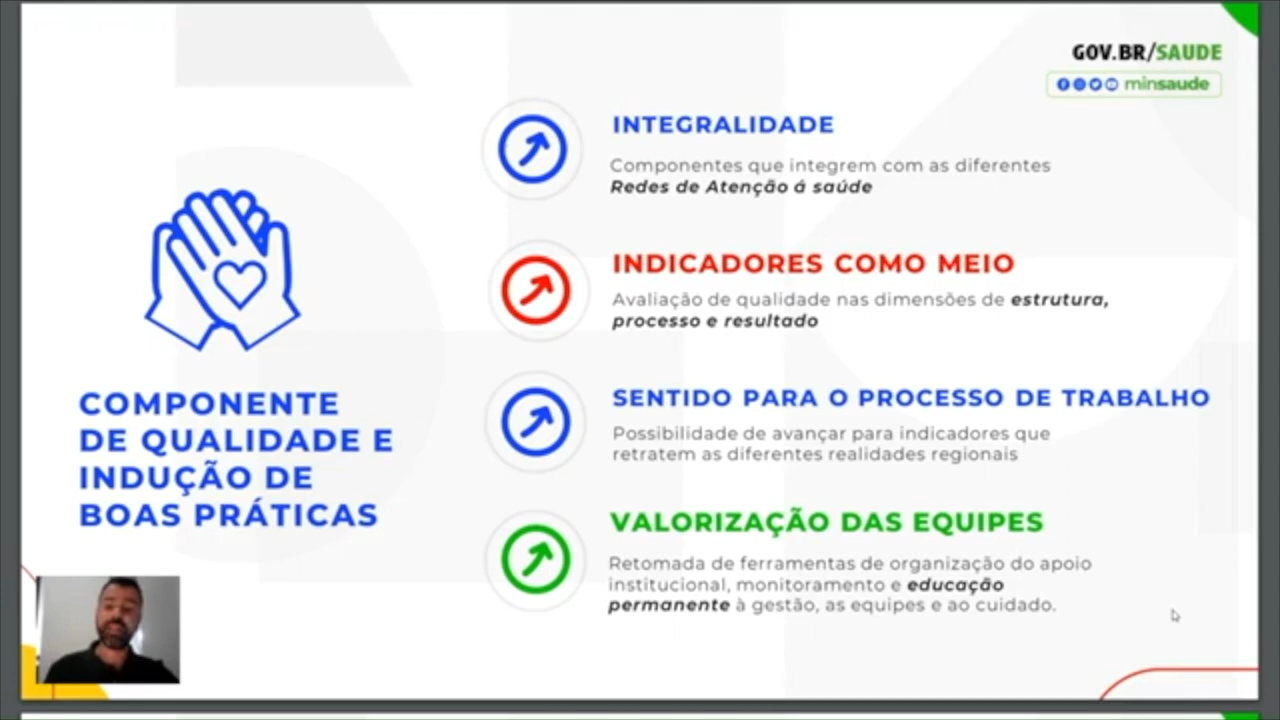 GOV.BR/SAUDE
minsaude
INTEGRALIDADE
Componentes que integrem com as diferentes
Redes de Atenção á saúde
INDICADORES COMO MEIO
Avaliação de qualidade nas dimensões de estrutura,
processo e resultado
COMPONENTE
DE QUALIDADE E
INDUÇÃO DE
BOAS PRÁTICAS
SENTIDO PARA O PROCESSO DE TRABALHO
Possibilidade de avançar para indicadores que
retratem as diferentes realidades regionais
VALORIZAÇÃO DAS EQUIPES
Retomada de ferramentas de organização do apoio
institucional, monitoramento e educação
permanente à gestão, as equipes e ao cuidado.